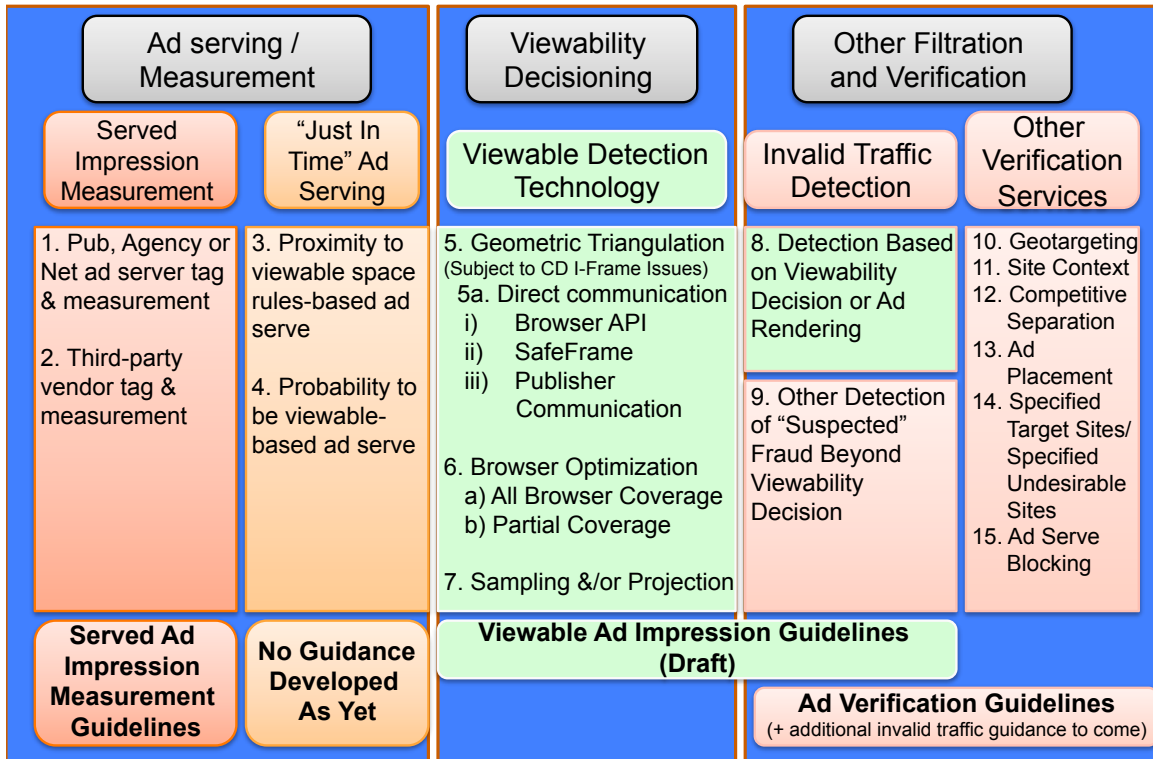 Ad serving /
Measurement
Viewability
Decisioning
Other Filtration
and Verification
Served
Impression
Measurement
“Just In
Time” Ad
Serving
Viewable Detection
Technology
Invalid Traffic
Detection
Other
Verification
Services
1. Pub, Agency or
Net ad server tag
& measurement
2. Third-party
vendor tag &
measurement
3. Proximity to
viewable space
rules-based ad
serve
4. Probability to
be viewable-
based ad serve
5. Geometric Triangulation
(Subject to CD I-Frame Issues)
5a. Direct communication
i) Browser API
ii) SafeFrame
iii) Publisher
Communication
6. Browser Optimization
a) All Browser Coverage
b) Partial Coverage
7. Sampling &/or Projection
8. Detection Based
on Viewability
Decision or Ad
Rendering
9. Other Detection
of “Suspected”
Fraud Beyond
Viewability
Decision
10. Geotargeting
11. Site Context
12. Competitive
Separation
13. Ad
Placement
14. Specified
Target Sites/
Specified
Undesirable
Sites
15. Ad Serve
Blocking
Served Ad
Impression
Measurement
Guidelines
No Guidance
Developed
As Yet
Viewable Ad Impression Guidelines
(Draft)
Ad Verification Guidelines
(+ additional invalid traffic guidance to come)